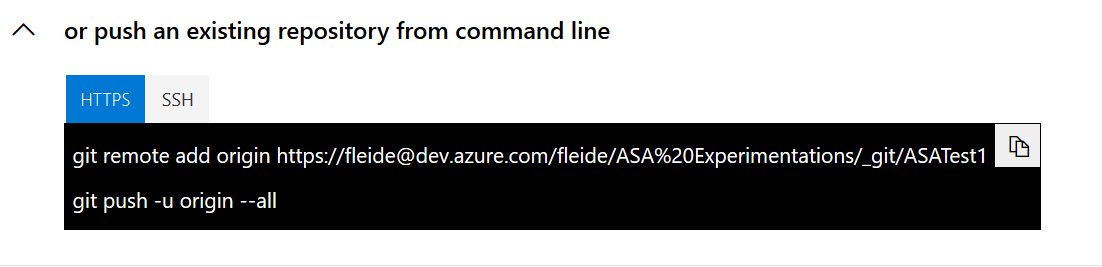 or push an existing repository from command line
HTTPS SSH
git remote add origin https://fleide@dev.azure.com/fleide/ASA%20Experimentations/_git/ASATest1
git push -u origin --all